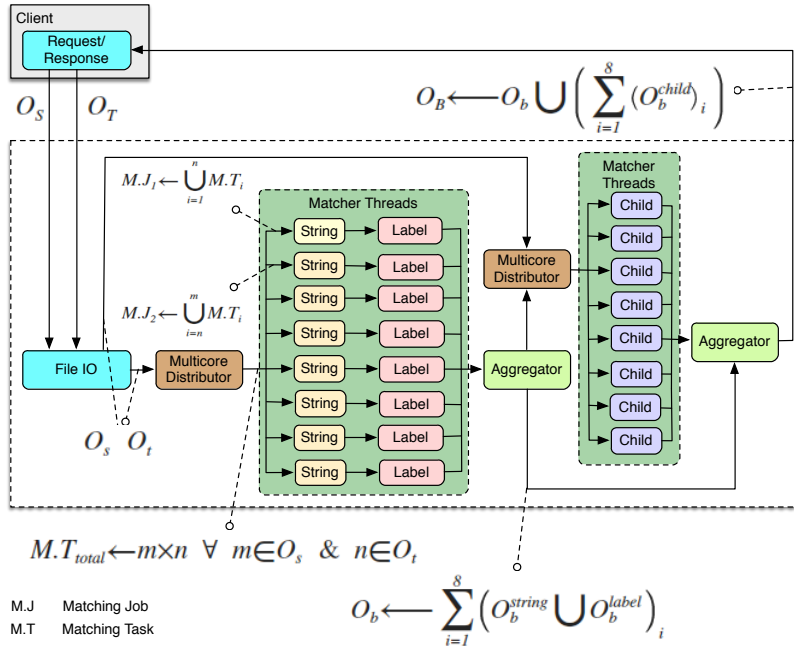 Client
Request/
Response
O_S O_T
O_B ⟵ O_b ⋃ ( ∑_{i=1}^{8} (O_b^{child})_i )
M.J_1 ← ⋃_{i=1}^{n} M.T_i
Matcher Threads
Matcher
Threads
String Label
String Label
String Label
String Label
String Label
String Label
String Label
String Label
M.J_2 ← ⋃_{i=n}^{m} M.T_i
Multicore
Distributor
Child
Child
Child
Child
Child
Child
Child
Child
File IO
Multicore
Distributor
Aggregator
Aggregator
O_s O_t
M.T_{total} ← m×n ∀ m∈O_s & n∈O_t
O_b ⟵ ∑_{i=1}^{8} (O_b^{string} ⋃ O_b^{label})_i
M.J Matching Job
M.T Matching Task